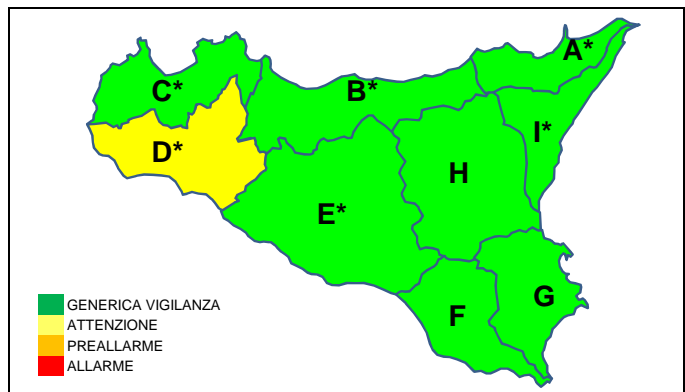 A*
C*
B*
I*
D*
H
E*
G
F
GENERICA VIGILANZA
ATTENZIONE
PREALLARME
ALLARME